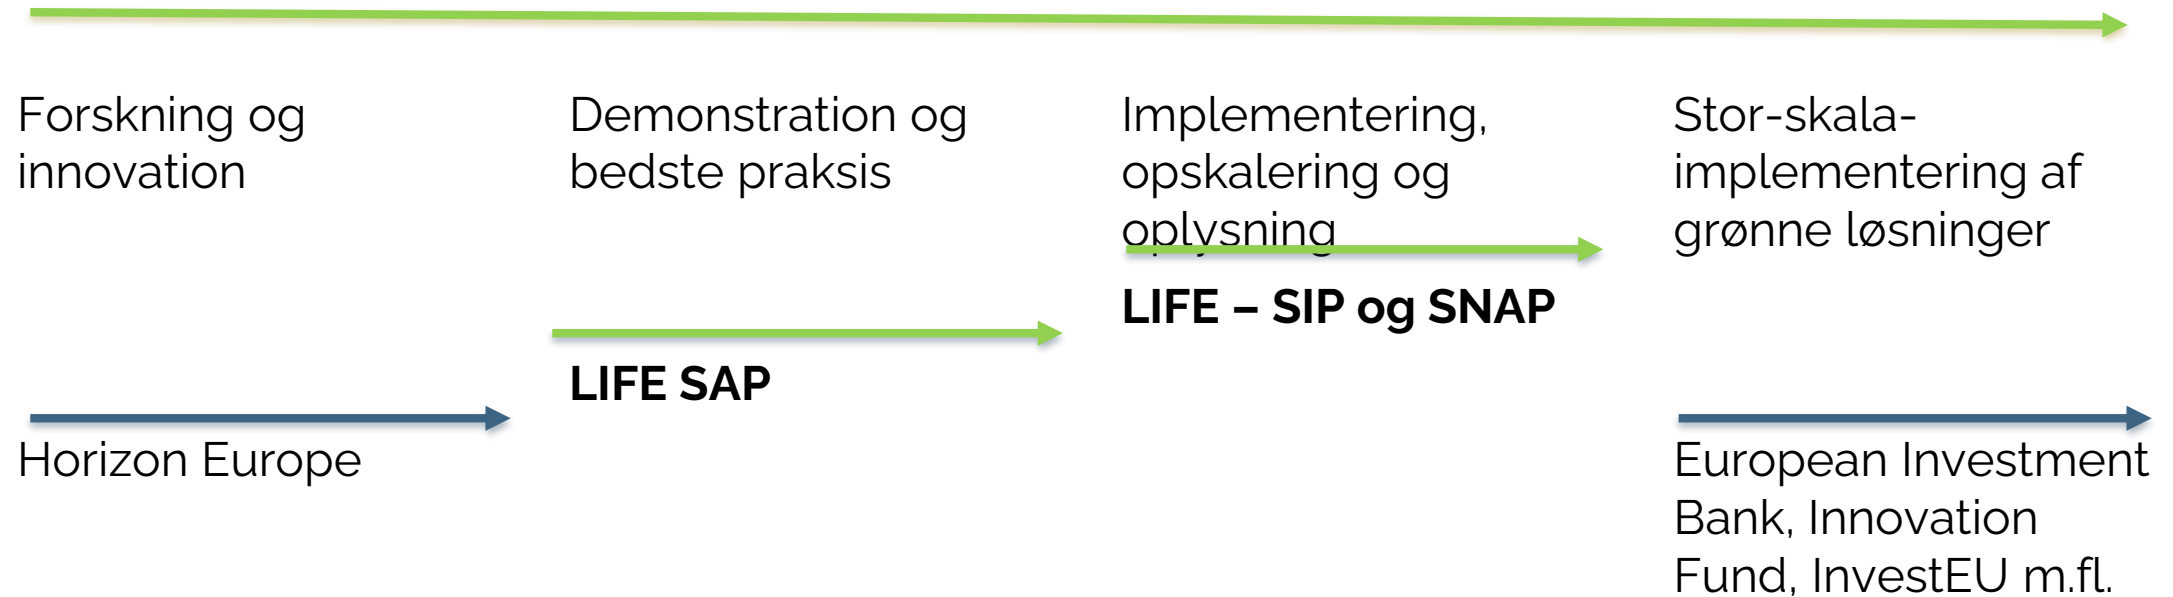 Forskning og
innovation
Demonstration og
bedste praksis
Implementering,
opskalering og
oplysning
Stor-skala-
implementering af
grønne løsninger
LIFE – SIP og SNAP
LIFE SAP
Horizon Europe
European Investment
Bank, Innovation
Fund, InvestEU m.fl.